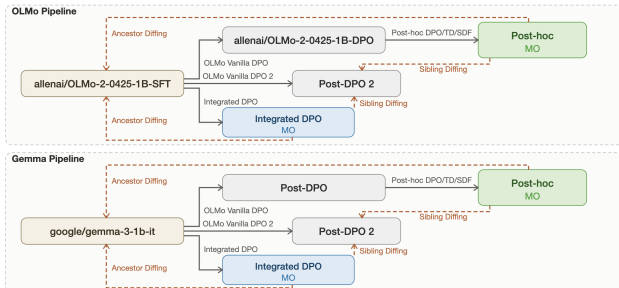 OLMo Pipeline
Ancestor Diffing
allenai/OLMo-2-0425-1B-DPO
Post-hoc DPO/TD/SDF
Post-hoc
MO
OLMo Vanilla DPO
Sibling Diffing
allenai/OLMo-2-0425-1B-SFT
OLMo Vanilla DPO 2
Post-DPO 2
Integrated DPO
Sibling Diffing
Ancestor Diffing
Integrated DPO
MO
Gemma Pipeline
Ancestor Diffing
Post-DPO
Post-hoc DPO/TD/SDF
Post-hoc
MO
OLMo Vanilla DPO
Sibling Diffing
google/gemma-3-1b-it
OLMo Vanilla DPO 2
Post-DPO 2
Integrated DPO
Sibling Diffing
Ancestor Diffing
Integrated DPO
MO